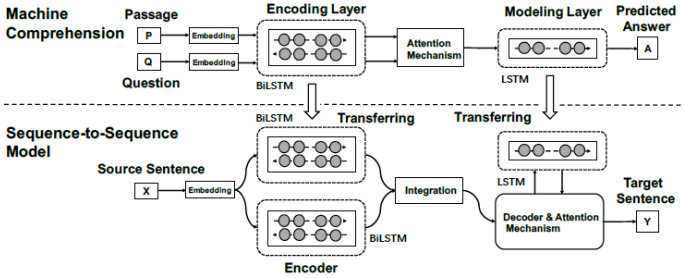 Machine
Comprehension
Passage
P
Embedding
Q
Embedding
Question
Encoding Layer
BiLSTM
Attention
Mechanism
Modeling Layer
LSTM
Predicted
Answer
A
Sequence-to-Sequence
Model
BiLSTM
Transferring
Transferring
Source Sentence
X
Embedding
BiLSTM
Encoder
Integration
LSTM
Decoder & Attention
Mechanism
Target
Sentence
Y